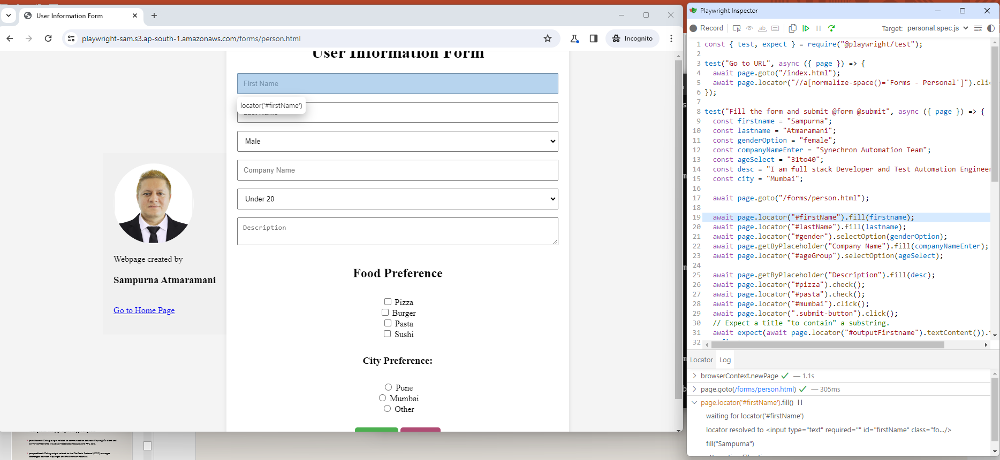 User Information Form
playwright-sam.s3.ap-south-1.amazonaws.com/forms/person.html
Incognito
User Information Form
First Name
locator('#firstName')
Last Name
Male
Company Name
Under 20
Description
Food Preference
Pizza
Burger
Pasta
Sushi
City Preference:
Pune
Mumbai
Other
Webpage created by
Sampurna Atmaramani
Go to Home Page
Playwright Inspector
Record
Target: personal.spec.js
1 const { test, expect } = require("@playwright/test");
2
3 test("Go to URL", async ({ page }) => {
4 await page.goto("/index.html");
5 await page.locator("//a[normalize-space()='Forms - Personal']").clic
6 });
7
8 test("Fill the form and submit @form @submit", async ({ page }) => {
9 const firstname = "Sampurna";
10 const lastname = "Atmaramani";
11 const genderOption = "female";
12 const companyNameEnter = "Synechron Automation Team";
13 const ageSelect = "31to40";
14 const desc = "I am full stack Developer and Test Automation Engineer
15 const city = "Mumbai";
16
17 await page.goto("/forms/person.html");
18
19 await page.locator("#firstName").fill(firstname);
20 await page.locator("#lastName").fill(lastname);
21 await page.locator("#gender").selectOption(genderOption);
22 await page.getByPlaceholder("Company Name").fill(companyNameEnter);
23 await page.locator("#ageGroup").selectOption(ageSelect);
24
25 await page.getByPlaceholder("Description").fill(desc);
26 await page.locator("#pizza").check();
27 await page.locator("#pasta").check();
28 await page.locator("#mumbai").click();
29 await page.locator(".submit-button").click();
30 // Expect a title "to contain" a substring.
31 await expect(await page.locator("#outputFirstname").textContent()).
32
Locator Log
browserContext.newPage — 1.1s
page.goto(/forms/person.html) — 305ms
page.locator('#firstName').fill()
waiting for locator('#firstName')
locator resolved to <input type="text" required="" id="firstName" class="fo…/>
fill("Sampurna")